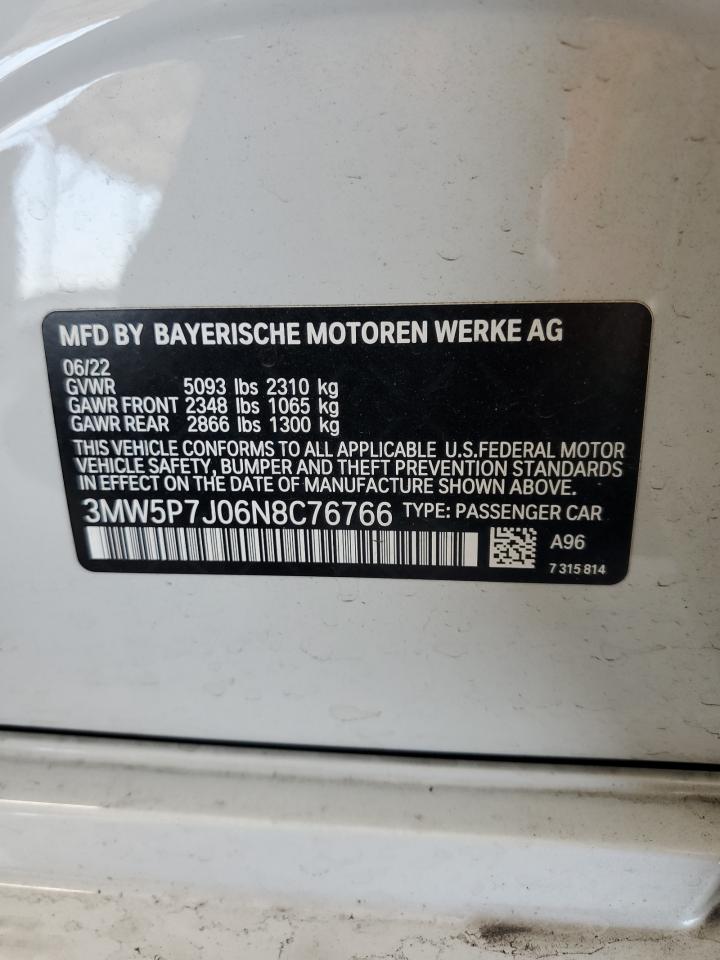 MFD BY BAYERISCHE MOTOREN WERKE AG
06/22
GVWR 5093 lbs 2310 kg
GAWR FRONT 2348 lbs 1065 kg
GAWR REAR 2866 lbs 1300 kg
THIS VEHICLE CONFORMS TO ALL APPLICABLE U.S.FEDERAL MOTOR
VEHICLE SAFETY, BUMPER AND THEFT PREVENTION STANDARDS
IN EFFECT ON THE DATE OF MANUFACTURE SHOWN ABOVE.
3MW5P7J06N8C76766 TYPE: PASSENGER CAR
A96
7 315 814